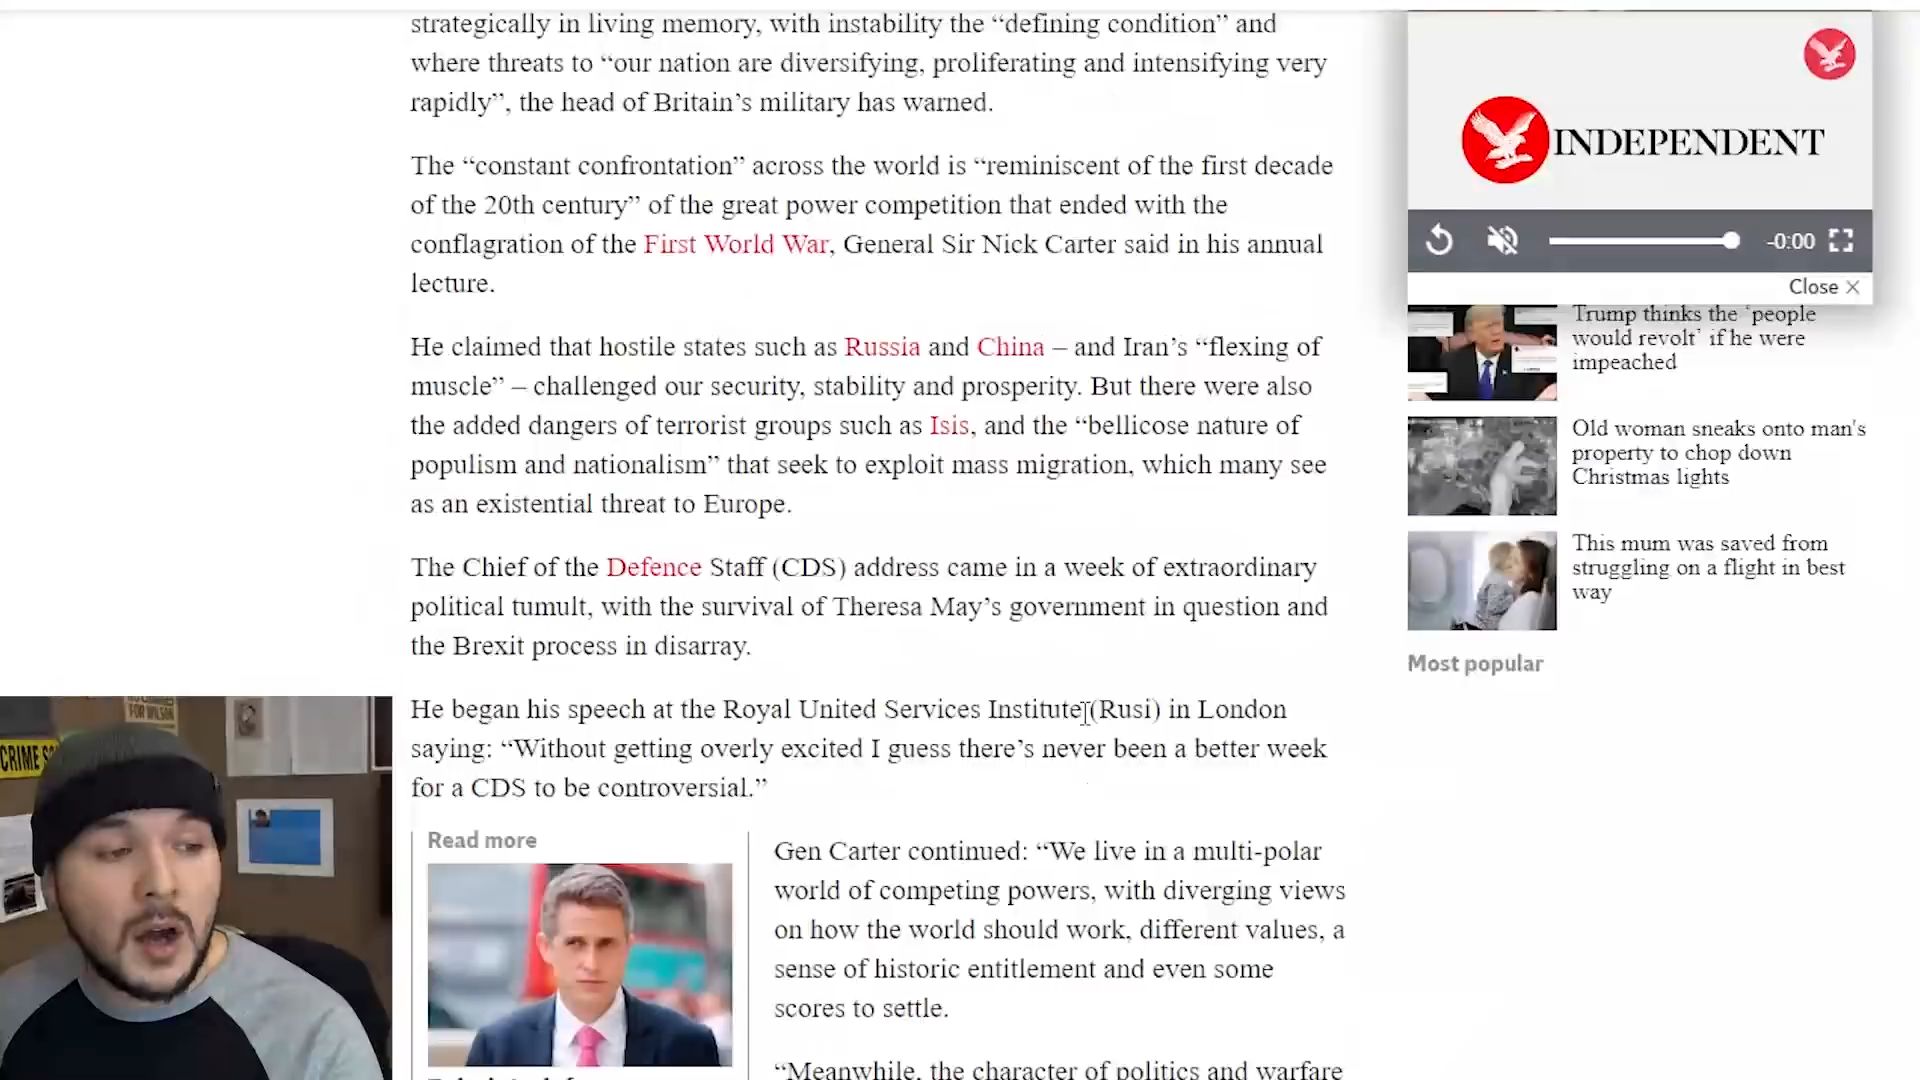 strategically in living memory, with instability the “defining condition” and
where threats to “our nation are diversifying, proliferating and intensifying very
rapidly”, the head of Britain’s military has warned.
The “constant confrontation” across the world is “reminiscent of the first decade
of the 20th century” of the great power competition that ended with the
conflagration of the First World War, General Sir Nick Carter said in his annual
lecture.
He claimed that hostile states such as Russia and China – and Iran’s “flexing of
muscle” – challenged our security, stability and prosperity. But there were also
the added dangers of terrorist groups such as Isis, and the “bellicose nature of
populism and nationalism” that seek to exploit mass migration, which many see
as an existential threat to Europe.
The Chief of the Defence Staff (CDS) address came in a week of extraordinary
political tumult, with the survival of Theresa May’s government in question and
the Brexit process in disarray.
He began his speech at the Royal United Services Institute (Rusi) in London
saying: “Without getting overly excited I guess there’s never been a better week
for a CDS to be controversial.”
Read more
Gen Carter continued: “We live in a multi-polar
world of competing powers, with diverging views
on how the world should work, different values, a
sense of historic entitlement and even some
scores to settle.
“Meanwhile, the character of politics and warfare
INDEPENDENT
-0:00
Close ×
Trump thinks the ‘people
would revolt’ if he were
impeached
Old woman sneaks onto man's
property to chop down
Christmas lights
This mum was saved from
struggling on a flight in best
way
Most popular
FOR WILSON
CRIME